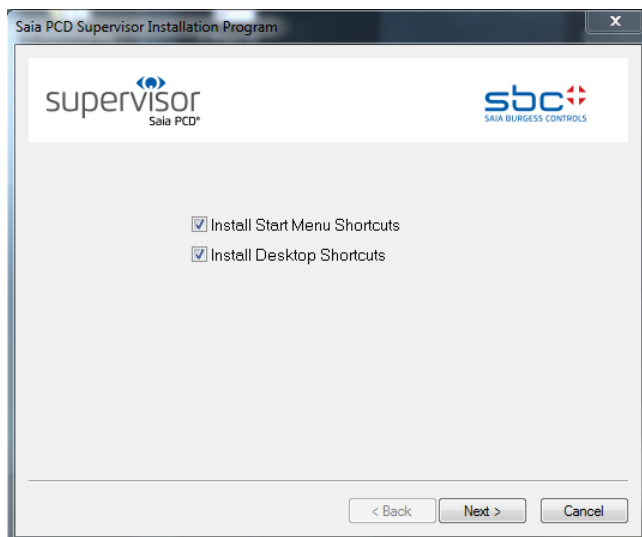 Saia PCD Supervisor Installation Program
x
supervisor
Saia PCD®
sbc
SAIA BURGESS CONTROLS
Install Start Menu Shortcuts
Install Desktop Shortcuts
< Back Next > Cancel